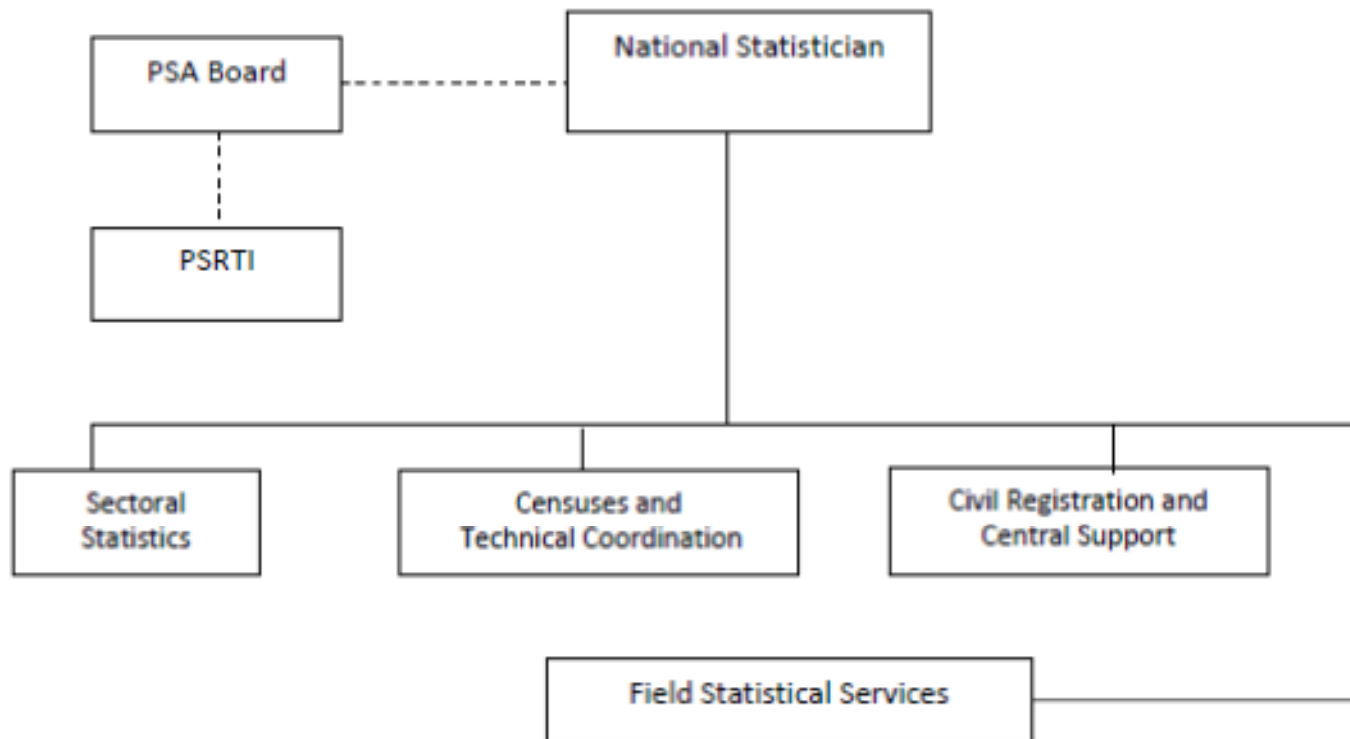 National Statistician
PSA Board
PSRTI
Sectoral
Statistics
Censuses and
Technical Coordination
Civil Registration and
Central Support
Field Statistical Services